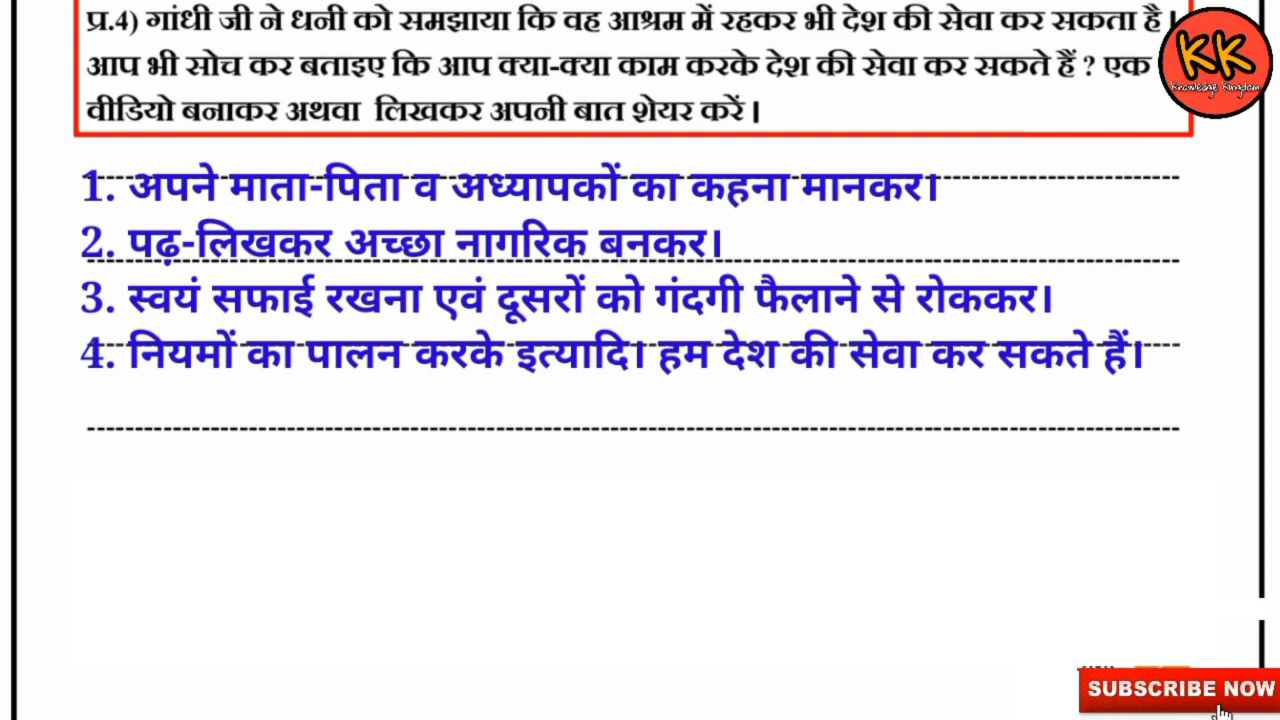 प्र.4) गांधी जी ने धनी को समझाया कि वह आश्रम में रहकर भी देश की सेवा कर सकता है।
आप भी सोच कर बताइए कि आप क्या-क्या काम करके देश की सेवा कर सकते हैं ? एक
वीडियो बनाकर अथवा लिखकर अपनी बात शेयर करें।
KK
Knowledge Kingdom
1. अपने माता-पिता व अध्यापकों का कहना मानकर।
2. पढ़-लिखकर अच्छा नागरिक बनकर।
3. स्वयं सफाई रखना एवं दूसरों को गंदगी फैलाने से रोककर।
4. नियमों का पालन करके इत्यादि। हम देश की सेवा कर सकते हैं।
SUBSCRIBE NOW